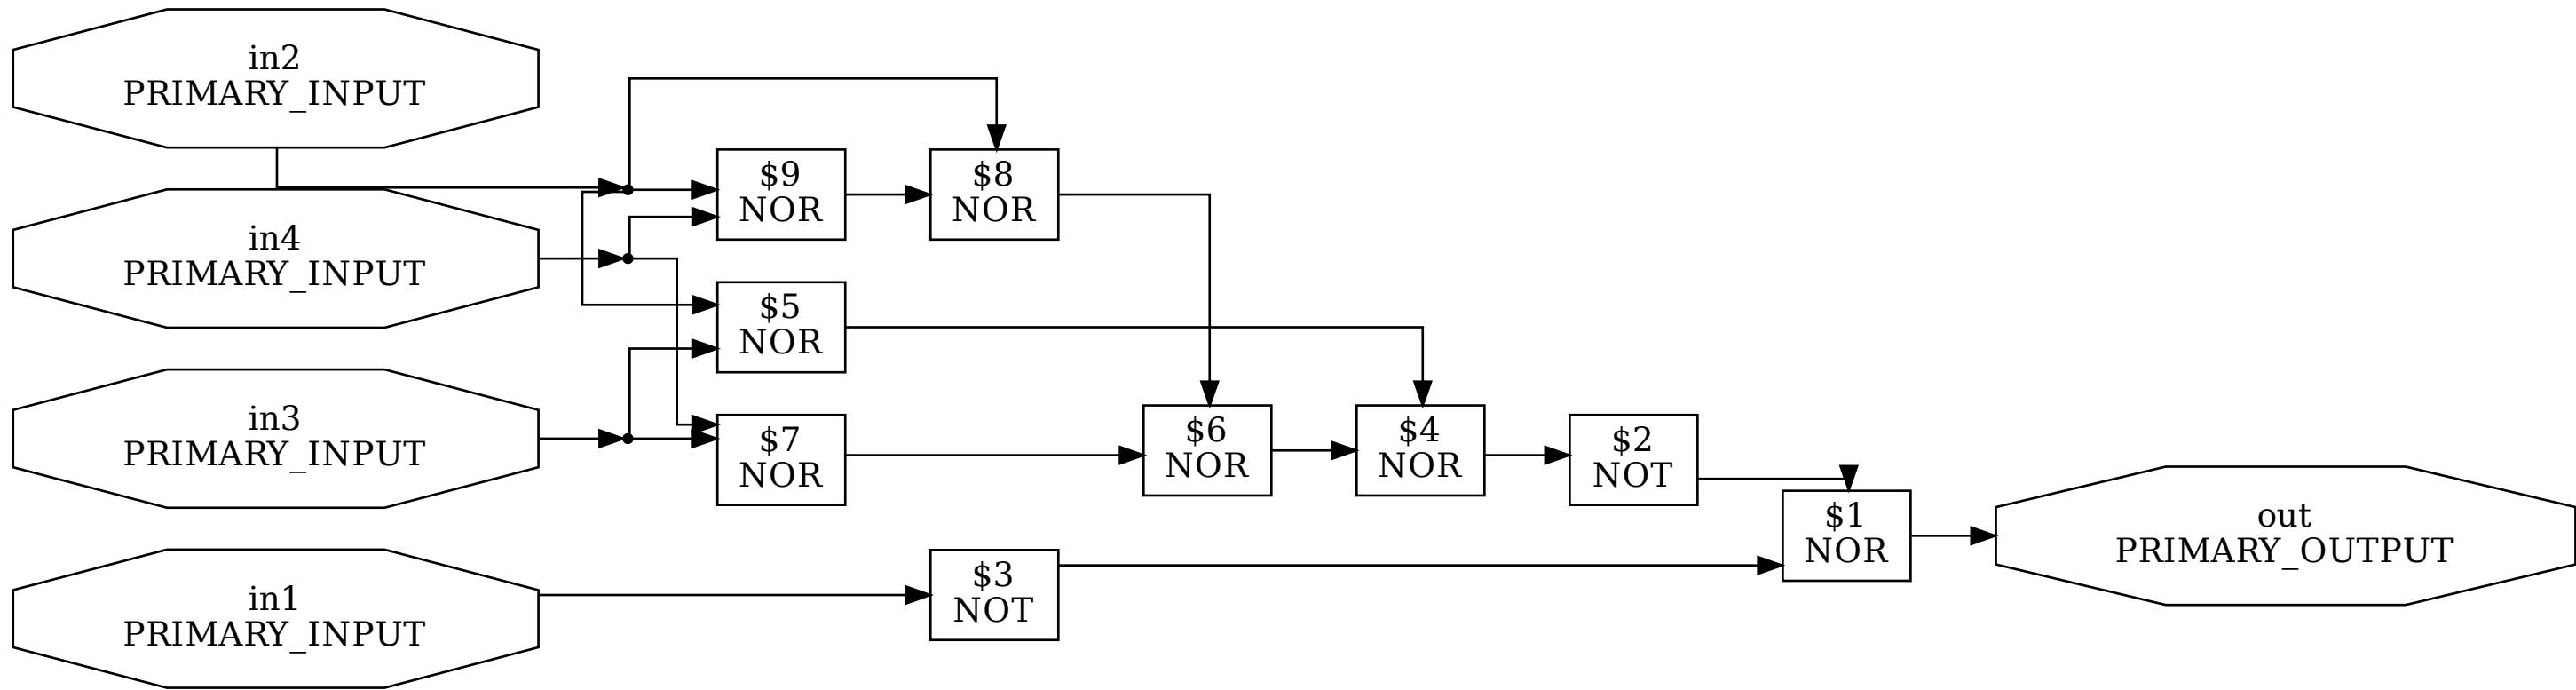 in2
PRIMARY_INPUT
in4
PRIMARY_INPUT
in3
PRIMARY_INPUT
in1
PRIMARY_INPUT
$9
NOR
$5
NOR
$7
NOR
$8
NOR
$3
NOT
$6
NOR
$4
NOR
$2
NOT
$1
NOR
out
PRIMARY_OUTPUT